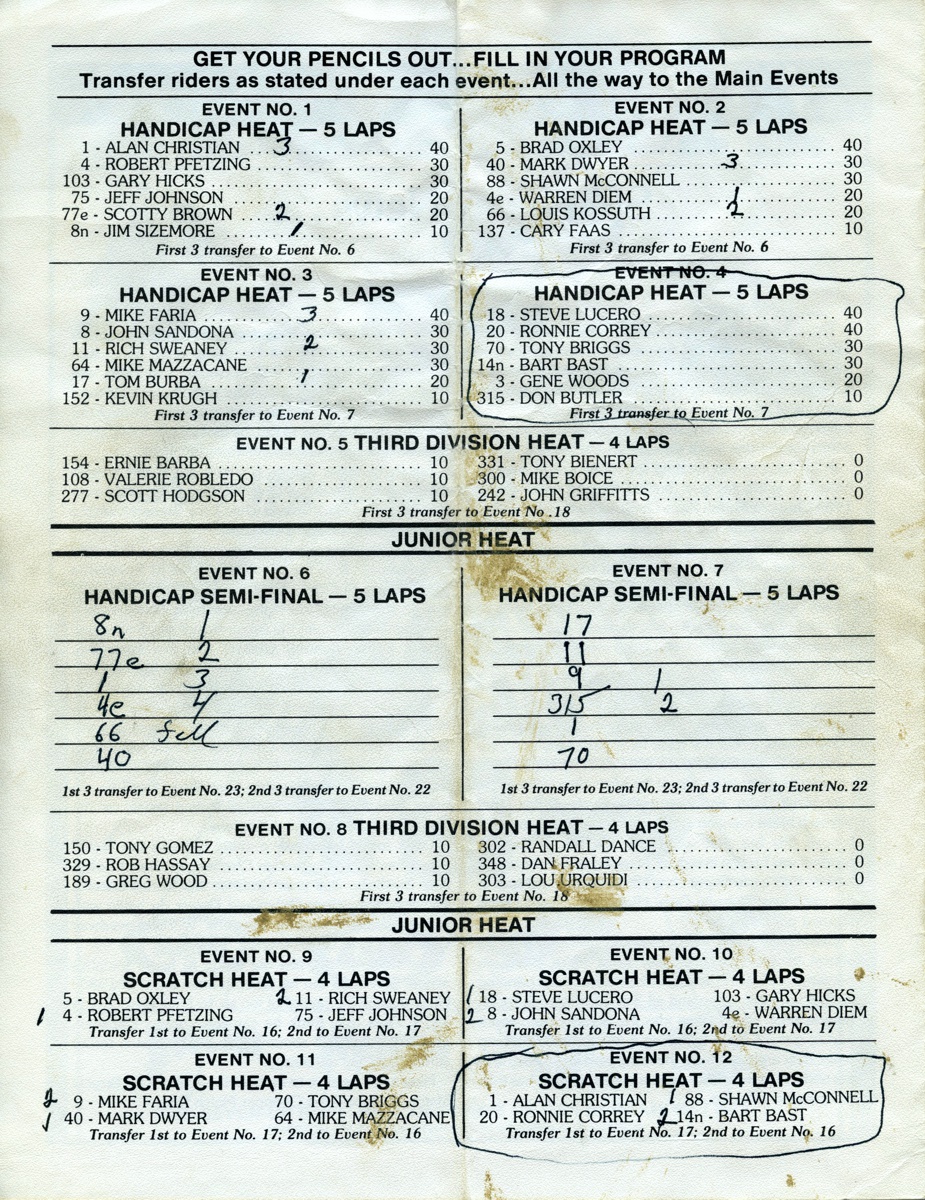 GET YOUR PENCILS OUT...FILL IN YOUR PROGRAM
Transfer riders as stated under each event...All the way to the Main Events
EVENT NO. 1
HANDICAP HEAT — 5 LAPS
1 - ALAN CHRISTIAN ... 3 ... 40
4 - ROBERT PFETZING ... 30
103 - GARY HICKS ... 30
75 - JEFF JOHNSON ... 20
77e - SCOTTY BROWN ... 2 ... 20
8n - JIM SIZEMORE ... 1 ... 10
First 3 transfer to Event No. 6
EVENT NO. 2
HANDICAP HEAT — 5 LAPS
5 - BRAD OXLEY ... 40
40 - MARK DWYER ... 3 ... 30
88 - SHAWN McCONNELL ... 30
4e - WARREN DIEM ... 1 ... 20
66 - LOUIS KOSSUTH ... 2 ... 20
137 - CARY FAAS ... 10
First 3 transfer to Event No. 6
EVENT NO. 3
HANDICAP HEAT — 5 LAPS
9 - MIKE FARIA ... 3 ... 40
8 - JOHN SANDONA ... 30
11 - RICH SWEANEY ... 2 ... 30
64 - MIKE MAZZACANE ... 30
17 - TOM BURBA ... 1 ... 20
152 - KEVIN KRUGH ... 10
First 3 transfer to Event No. 7
EVENT NO. 4
HANDICAP HEAT — 5 LAPS
18 - STEVE LUCERO ... 40
20 - RONNIE CORREY ... 40
70 - TONY BRIGGS ... 30
14n - BART BAST ... 30
3 - GENE WOODS ... 20
315 - DON BUTLER ... 10
First 3 transfer to Event No. 7
EVENT NO. 5 THIRD DIVISION HEAT — 4 LAPS
154 - ERNIE BARBA ... 10
108 - VALERIE ROBLEDO ... 10
277 - SCOTT HODGSON ... 10
331 - TONY BIENERT ... 0
300 - MIKE BOICE ... 0
242 - JOHN GRIFFITTS ... 0
First 3 transfer to Event No .18
JUNIOR HEAT
EVENT NO. 6
HANDICAP SEMI-FINAL — 5 LAPS
8n 1
77e 2
1 3
4e 4
66 fell
40
1st 3 transfer to Event No. 23; 2nd 3 transfer to Event No. 22
EVENT NO. 7
HANDICAP SEMI-FINAL — 5 LAPS
17
11
9 1
315 2
1
70
1st 3 transfer to Event No. 23; 2nd 3 transfer to Event No. 22
EVENT NO. 8 THIRD DIVISION HEAT — 4 LAPS
150 - TONY GOMEZ ... 10
329 - ROB HASSAY ... 10
189 - GREG WOOD ... 10
302 - RANDALL DANCE ... 0
348 - DAN FRALEY ... 0
303 - LOU URQUIDI ... 0
First 3 transfer to Event No. 18
JUNIOR HEAT
EVENT NO. 9
SCRATCH HEAT — 4 LAPS
5 - BRAD OXLEY 2 11 - RICH SWEANEY
1 4 - ROBERT PFETZING 75 - JEFF JOHNSON
Transfer 1st to Event No. 16; 2nd to Event No. 17
EVENT NO. 10
SCRATCH HEAT — 4 LAPS
1 18 - STEVE LUCERO 103 - GARY HICKS
2 8 - JOHN SANDONA 4e - WARREN DIEM
Transfer 1st to Event No. 16; 2nd to Event No. 17
EVENT NO. 11
SCRATCH HEAT — 4 LAPS
2 9 - MIKE FARIA 70 - TONY BRIGGS
1 40 - MARK DWYER 64 - MIKE MAZZACANE
Transfer 1st to Event No. 17; 2nd to Event No. 16
EVENT NO. 12
SCRATCH HEAT — 4 LAPS
1 - ALAN CHRISTIAN 1 88 - SHAWN McCONNELL
20 - RONNIE CORREY 2 14n - BART BAST
Transfer 1st to Event No. 17; 2nd to Event No. 16